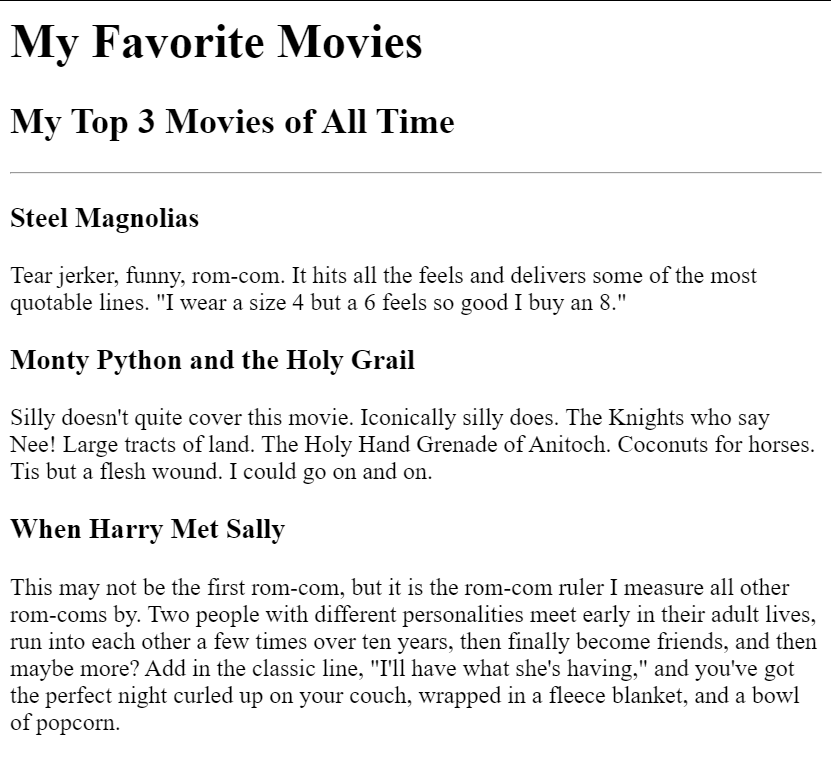 My Favorite Movies
My Top 3 Movies of All Time
Steel Magnolias
Tear jerker, funny, rom-com. It hits all the feels and delivers some of the most
quotable lines. "I wear a size 4 but a 6 feels so good I buy an 8."
Monty Python and the Holy Grail
Silly doesn't quite cover this movie. Iconically silly does. The Knights who say
Nee! Large tracts of land. The Holy Hand Grenade of Anitoch. Coconuts for horses.
Tis but a flesh wound. I could go on and on.
When Harry Met Sally
This may not be the first rom-com, but it is the rom-com ruler I measure all other
rom-coms by. Two people with different personalities meet early in their adult lives,
run into each other a few times over ten years, then finally become friends, and then
maybe more? Add in the classic line, "I'll have what she's having," and you've got
the perfect night curled up on your couch, wrapped in a fleece blanket, and a bowl
of popcorn.